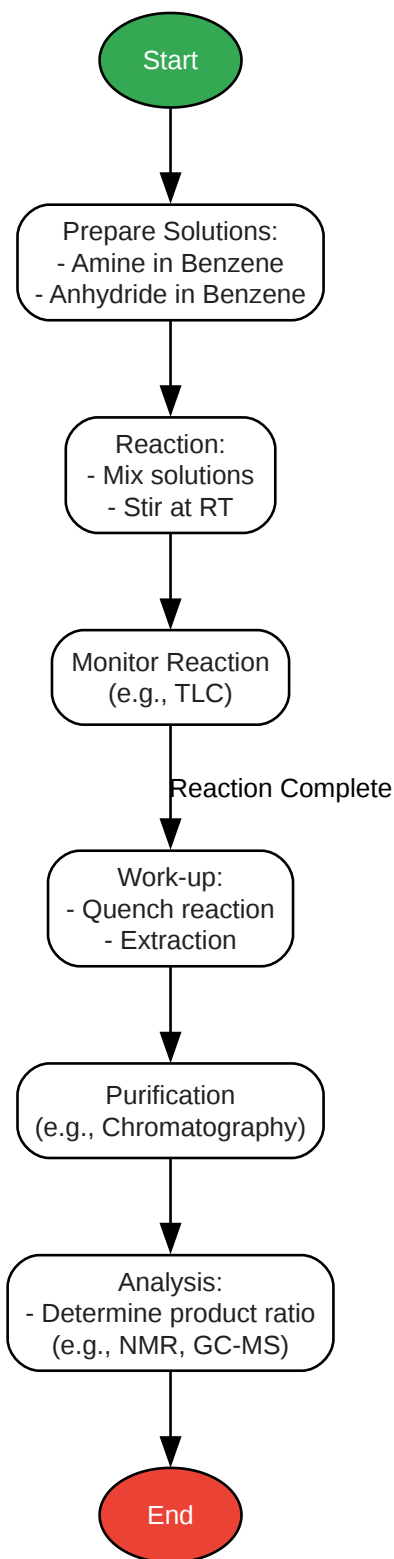 Start
Prepare Solutions:
- Amine in Benzene
- Anhydride in Benzene
Reaction:
- Mix solutions
- Stir at RT
Monitor Reaction
(e.g., TLC)
Reaction Complete
Work-up:
- Quench reaction
- Extraction
Purification
(e.g., Chromatography)
Analysis:
- Determine product ratio
(e.g., NMR, GC-MS)
End